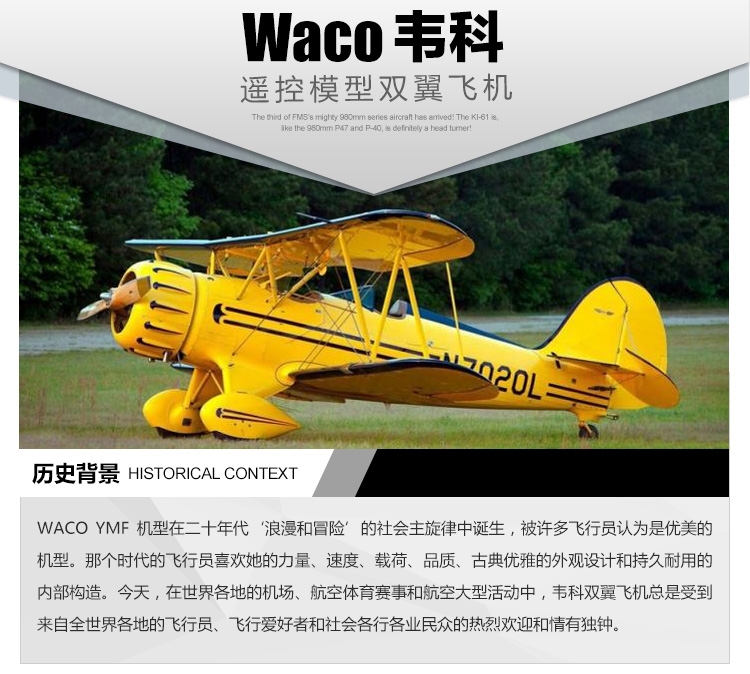 Waco 韦科
遥控模型双翼飞机
The third of FMS's mighty 980mm series aircraft has arrived! The KI-61 is,
like the 980mm P47 and P-40, is definitely a head turner!
N7020L
历史背景 HISTORICAL CONTEXT
WACO YMF 机型在二十年代‘浪漫和冒险’的社会主旋律中诞生，被许多飞行员认为是优美的
机型。那个时代的飞行员喜欢她的力量、速度、载荷、品质、古典优雅的外观设计和持久耐用的
内部构造。今天，在世界各地的机场、航空体育赛事和航空大型活动中，韦科双翼飞机总是受到
来自全世界各地的飞行员、飞行爱好者和社会各行各业民众的热烈欢迎和情有独钟。